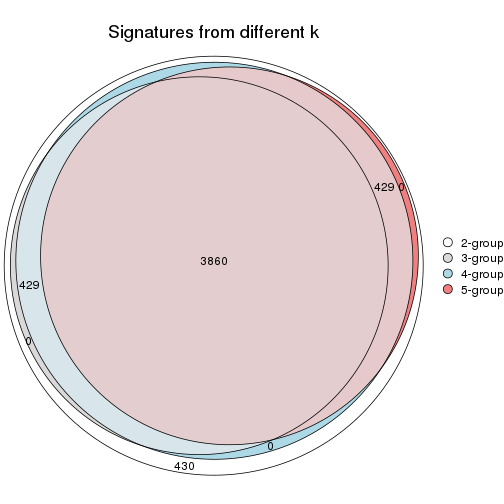 Signatures from different k
429 0
3860
429
0
0
430
2-group
3-group
4-group
5-group